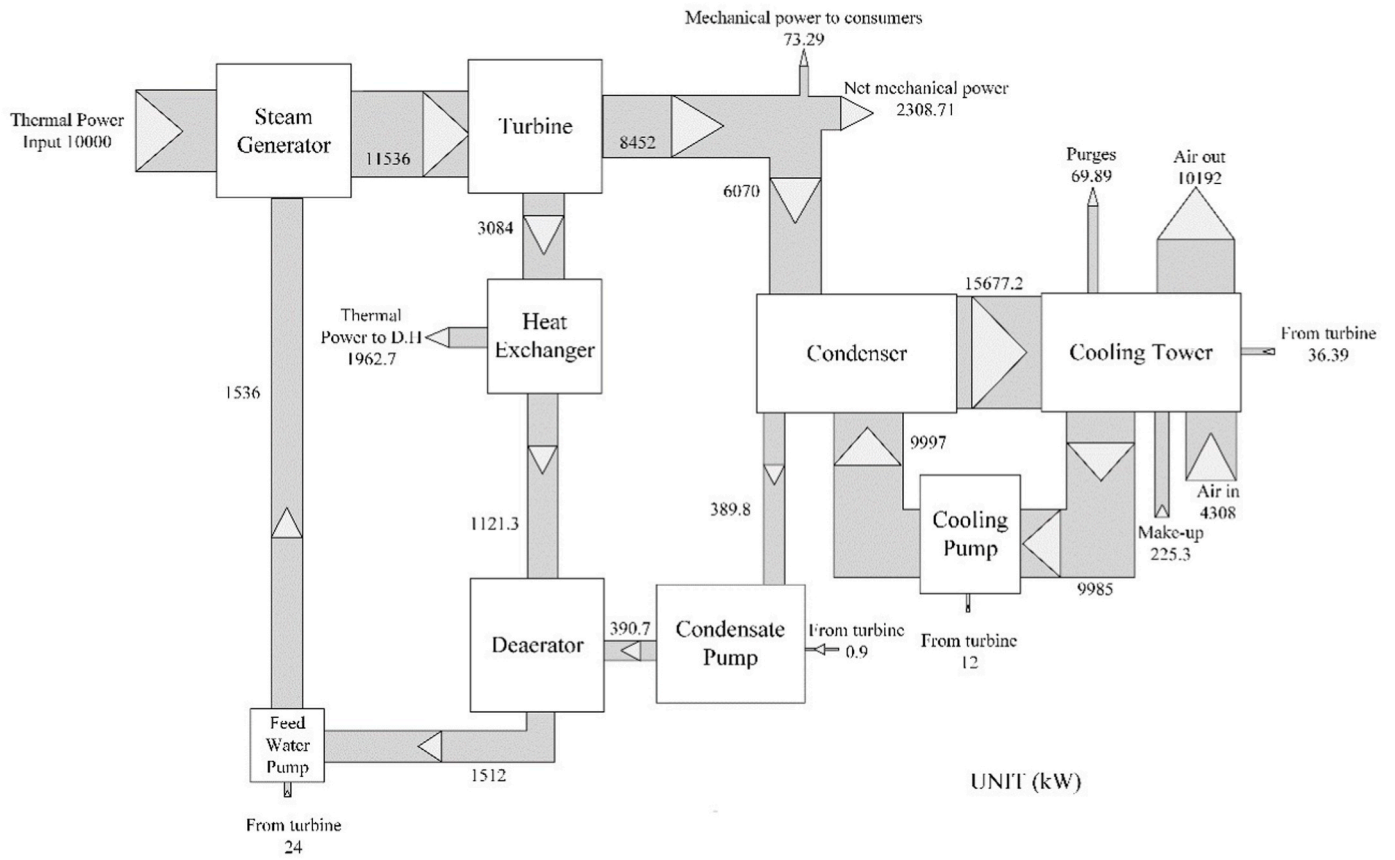 Mechanical power to consumers
73.29
Net mechanical power
2308.71
Thermal Power
Input 10000
Steam
Generator
11536
Turbine
8452
6070
Purges
69.89
Air out
10192
3084
Thermal
Power to D.H
1962.7
Heat
Exchanger
15677.2
Condenser
Cooling Tower
From turbine
36.39
1536
9997
389.8
1121.3
Cooling
Pump
Air in
4308
Make-up
225.3
9985
From turbine
12
Deaerator
390.7
Condensate
Pump
From turbine
0.9
Feed
Water
Pump
1512
From turbine
24
UNIT (kW)